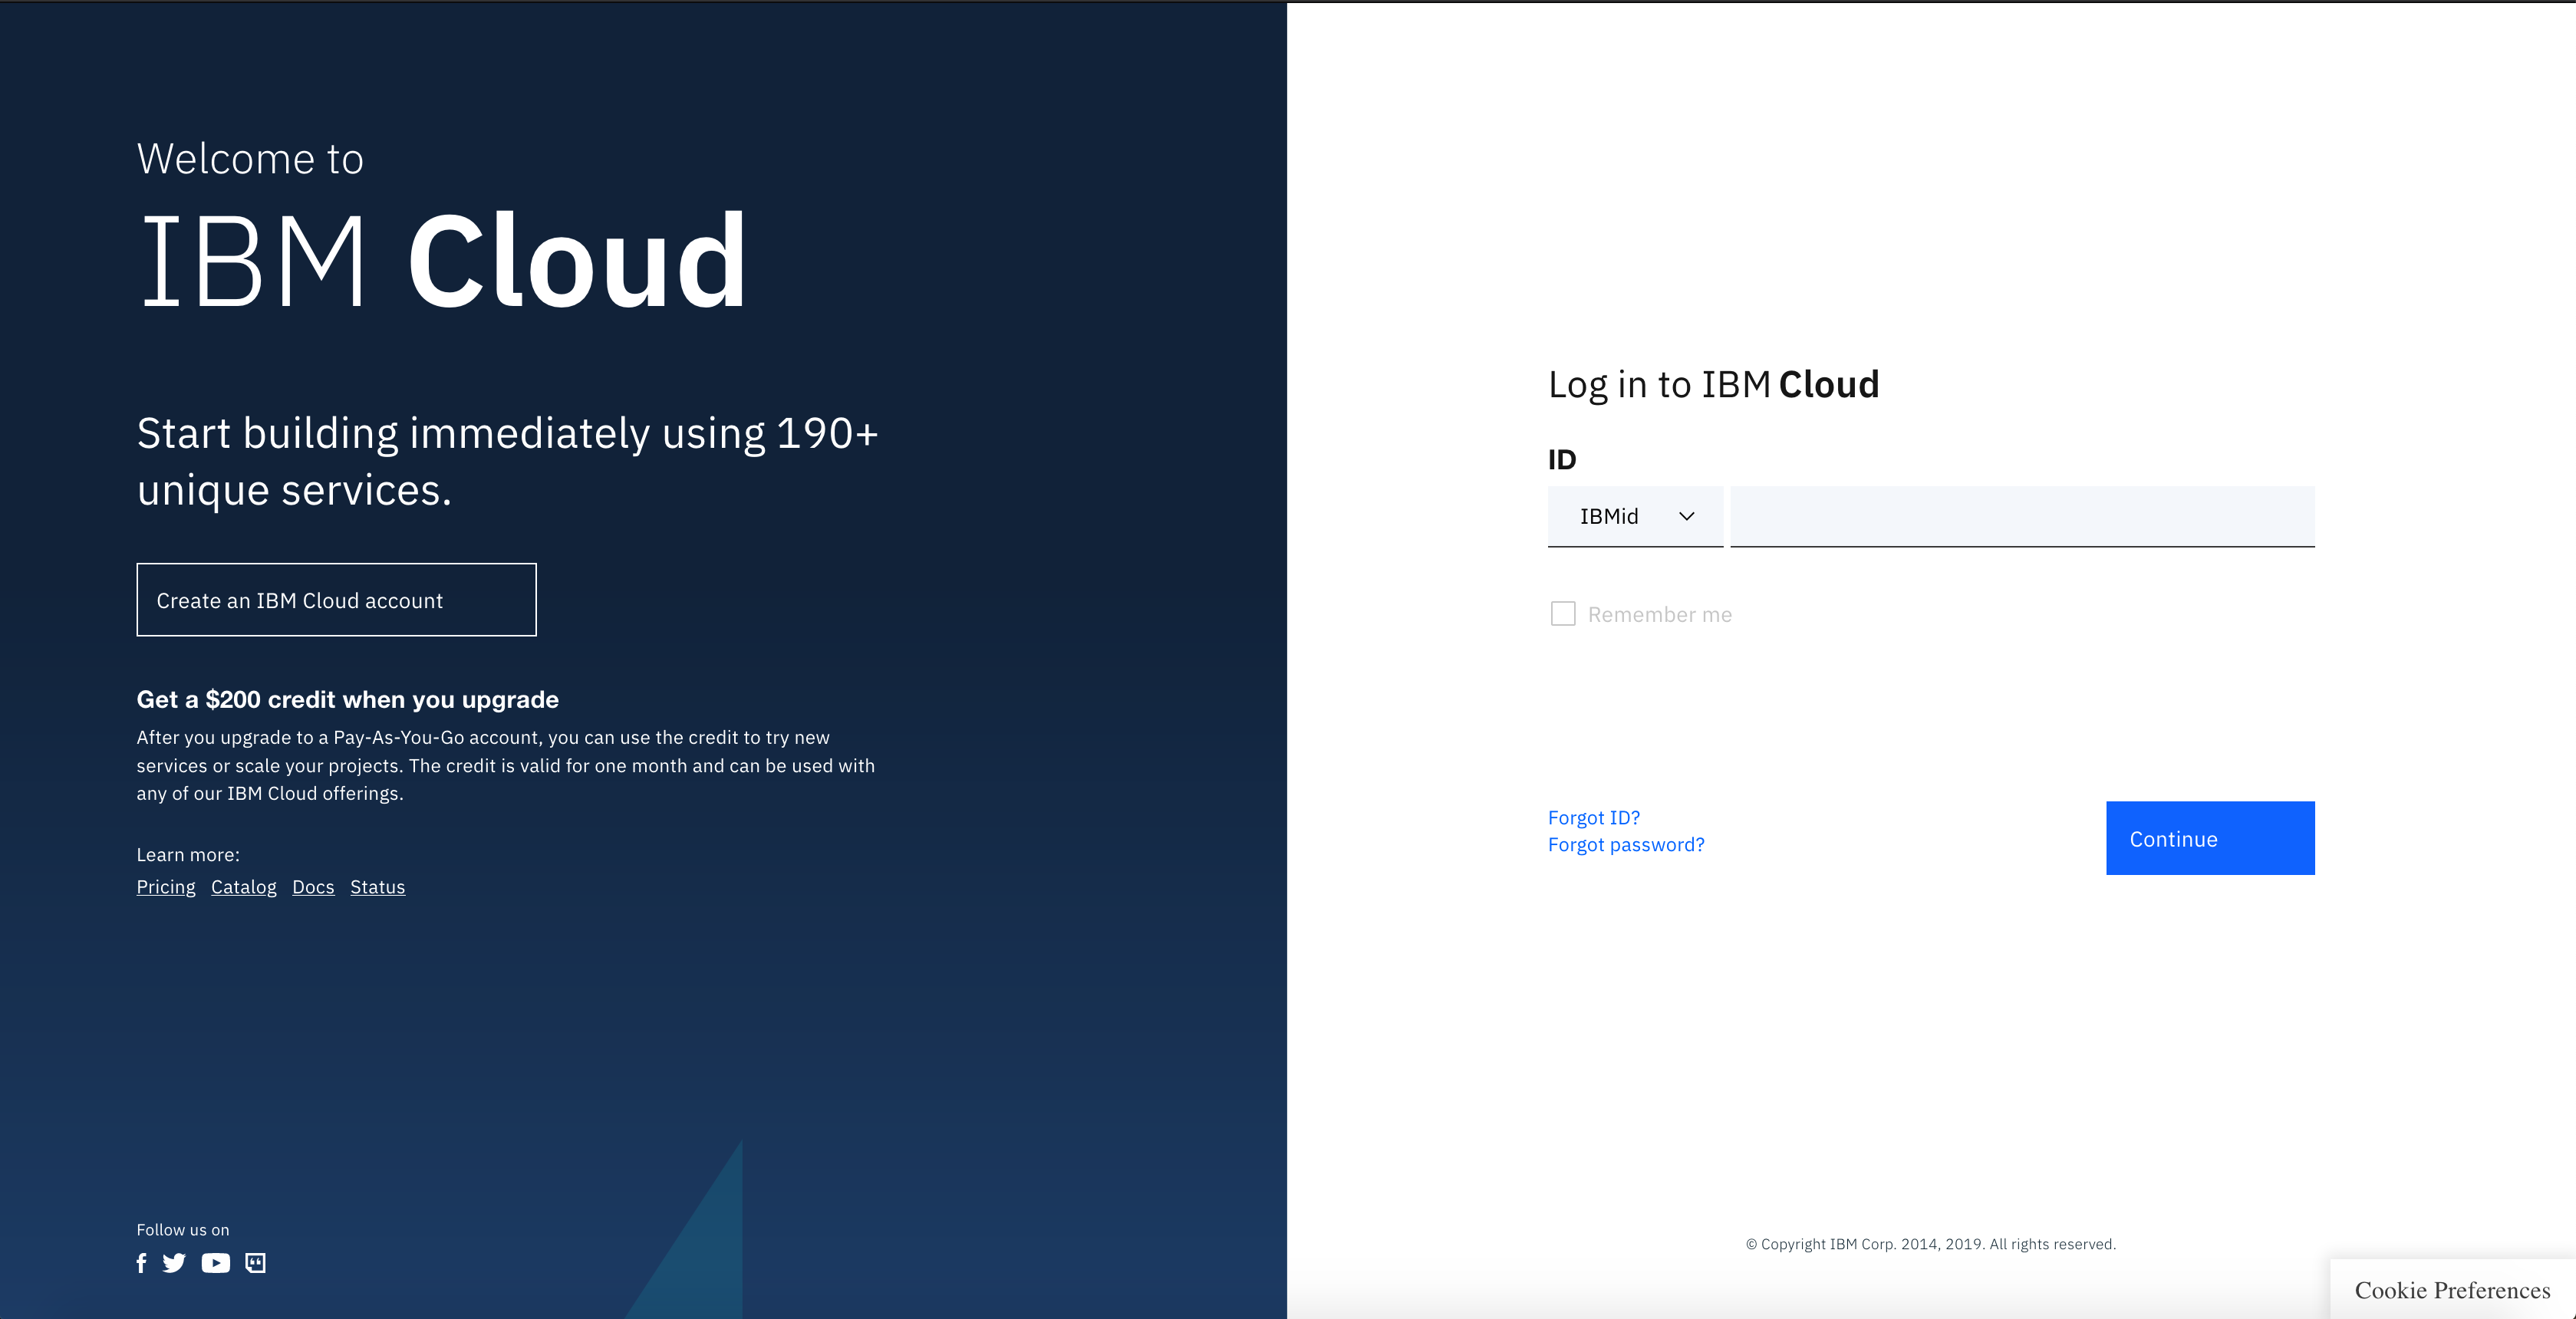 Welcome to
IBM Cloud
Start building immediately using 190+
unique services.
Create an IBM Cloud account
Get a $200 credit when you upgrade
After you upgrade to a Pay-As-You-Go account, you can use the credit to try new
services or scale your projects. The credit is valid for one month and can be used with
any of our IBM Cloud offerings.
Learn more:
Pricing Catalog Docs Status
Follow us on
Log in to IBM Cloud
ID
IBMid
Remember me
Forgot ID?
Forgot password?
Continue
© Copyright IBM Corp. 2014, 2019. All rights reserved.
Cookie Preferences